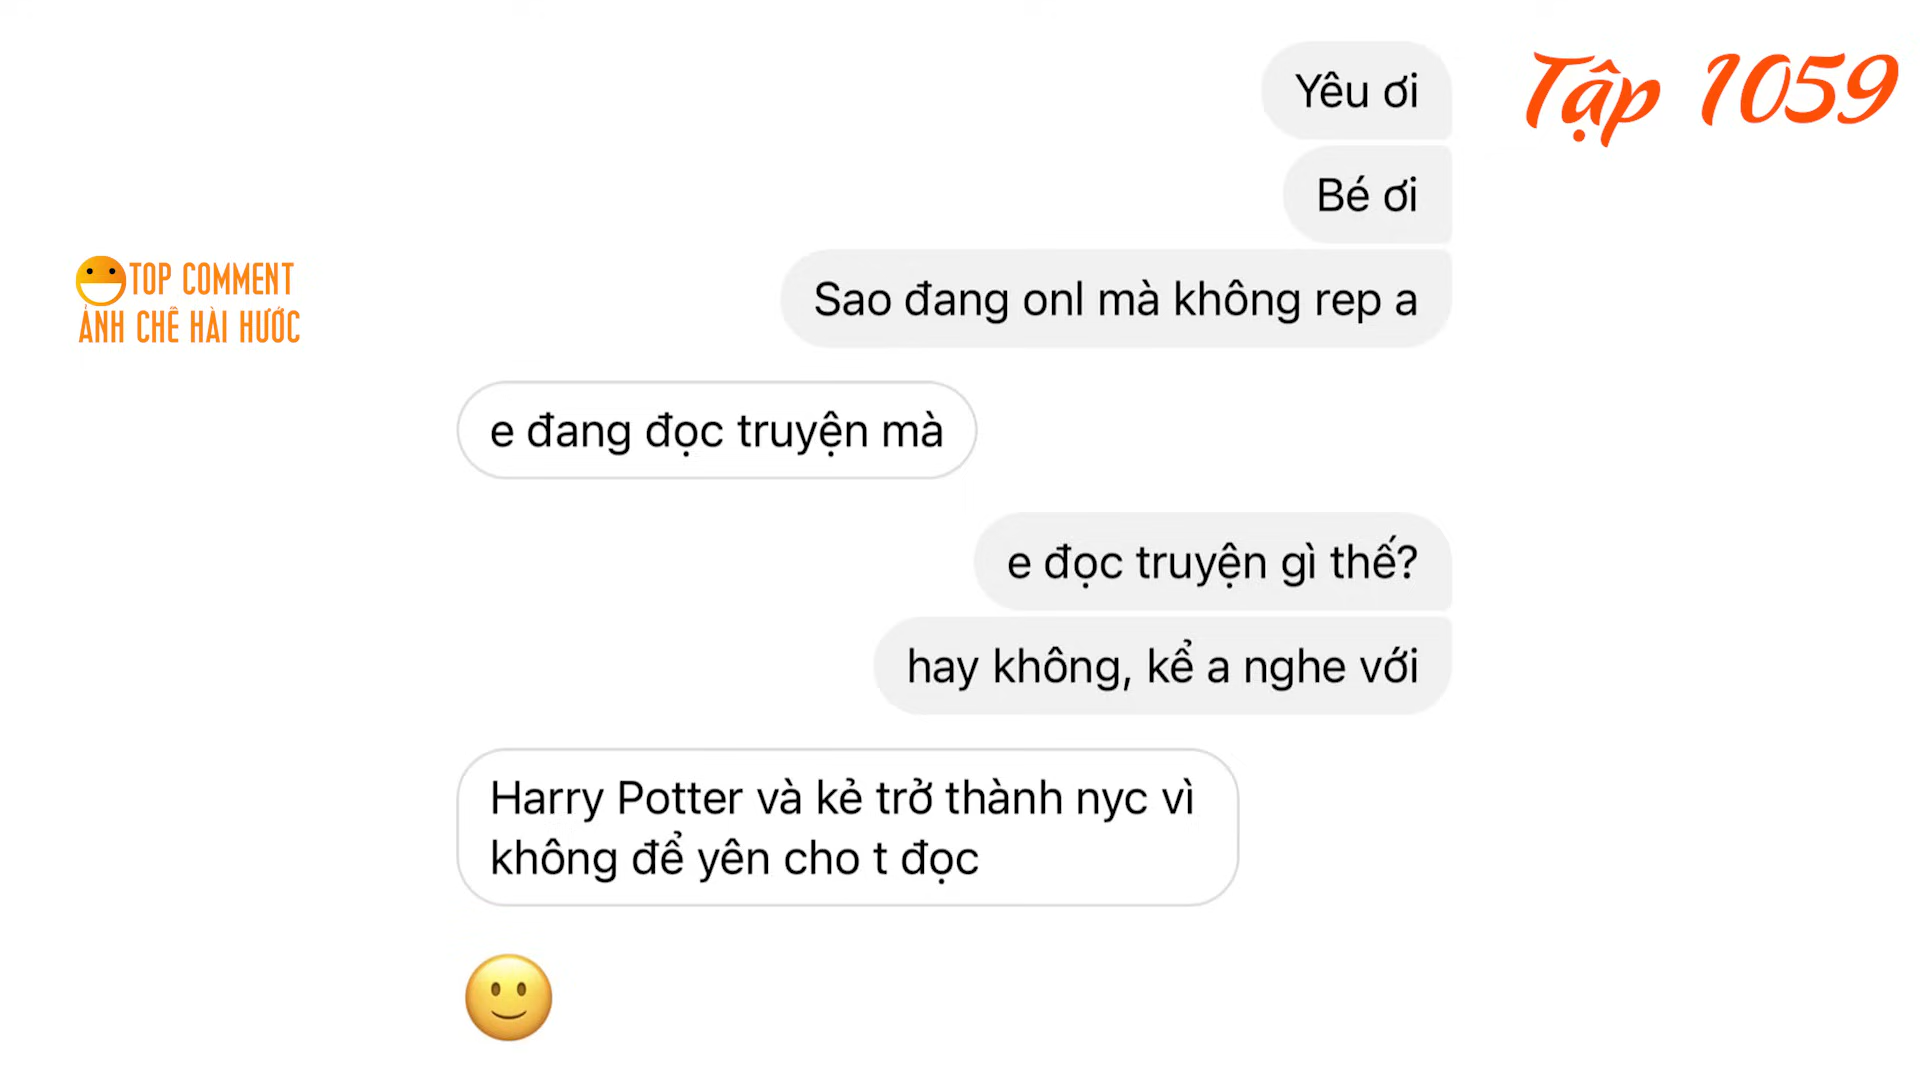 Yêu ơi
Tập 1059
Bé ơi
TOP COMMENT
ẢNH CHẾ HÀI HƯỚC
Sao đang onl mà không rep a
e đang đọc truyện mà
e đọc truyện gì thế?
hay không, kể a nghe với
Harry Potter và kẻ trở thành nyc vì
không để yên cho t đọc